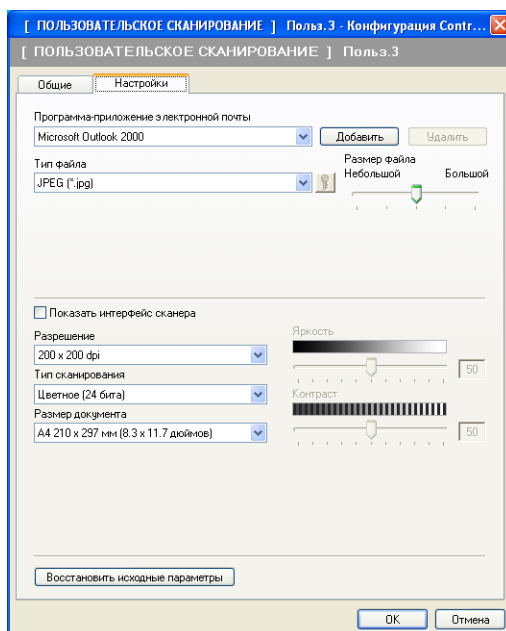 [ ПОЛЬЗОВАТЕЛЬСКОЕ СКАНИРОВАНИЕ ] Польз.3 - Конфигурация Contr...
[ ПОЛЬЗОВАТЕЛЬСКОЕ СКАНИРОВАНИЕ ] Польз.3
Общие Настройки
Программа-приложение электронной почты
Microsoft Outlook 2000 Добавить Удалить
Тип файла Размер файла
JPEG (*.jpg) Небольшой Большой
Показать интерфейс сканера
Разрешение Яркость
200 x 200 dpi 50
Тип сканирования
Цветное (24 бита) Контраст
Размер документа
A4 210 x 297 мм (8.3 x 11.7 дюймов) 50
Восстановить исходные параметры
OK Отмена